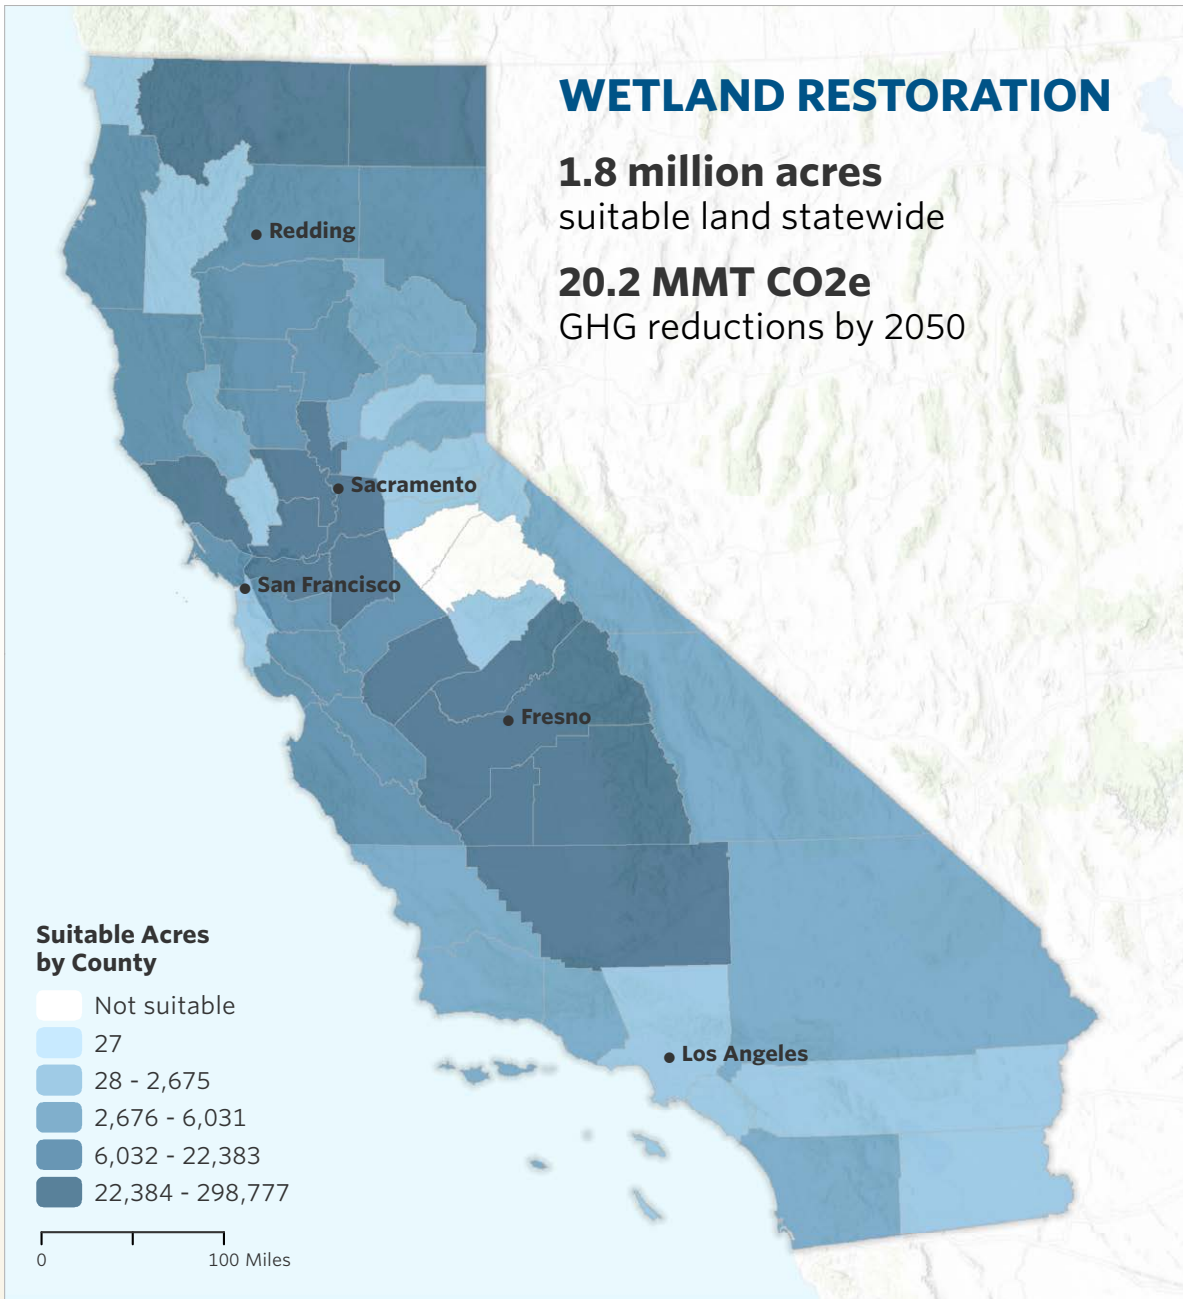 WETLAND RESTORATION
1.8 million acres
suitable land statewide
20.2 MMT CO2e
GHG reductions by 2050
Redding
Sacramento
San Francisco
Fresno
Los Angeles
Suitable Acres
by County
Not suitable
27
28 - 2,675
2,676 - 6,031
6,032 - 22,383
22,384 - 298,777
0 100 Miles